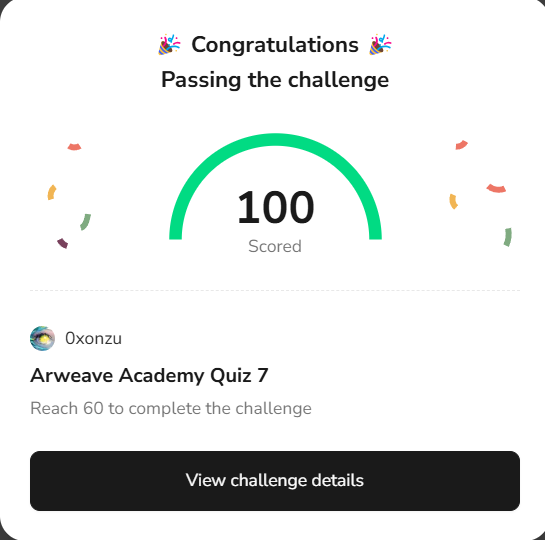 🎉 Congratulations 🎉
Passing the challenge
100
Scored
0xonzu
Arweave Academy Quiz 7
Reach 60 to complete the challenge
View challenge details